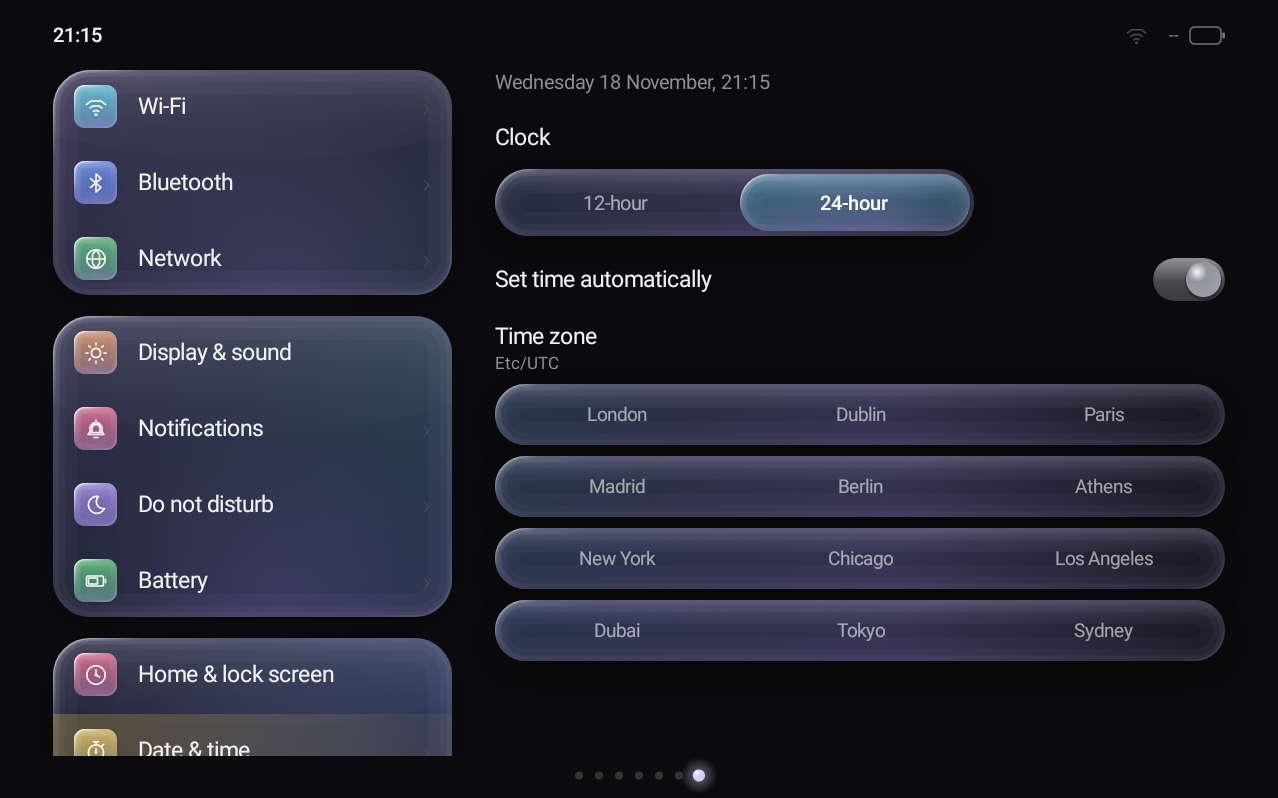 21:15
--
Wi-Fi
Bluetooth
Network
Display & sound
Notifications
Do not disturb
Battery
Home & lock screen
Date & time
Wednesday 18 November, 21:15
Clock
12-hour 24-hour
Set time automatically
Time zone
Etc/UTC
London Dublin Paris
Madrid Berlin Athens
New York Chicago Los Angeles
Dubai Tokyo Sydney